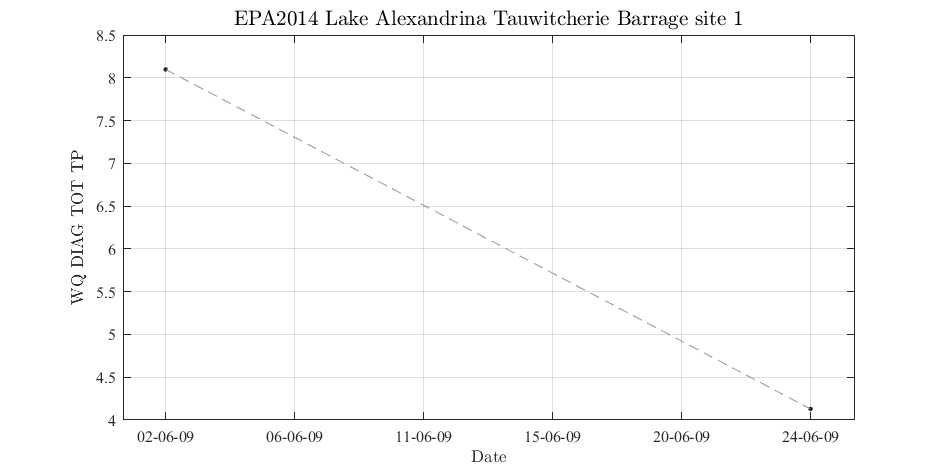 EPA2014 Lake Alexandrina Tauwitcherie Barrage site 1
8.5
8
7.5
7
6.5
6
5.5
5
4.5
4
WQ DIAG TOT TP
02-06-09 06-06-09 11-06-09 15-06-09 20-06-09 24-06-09
Date